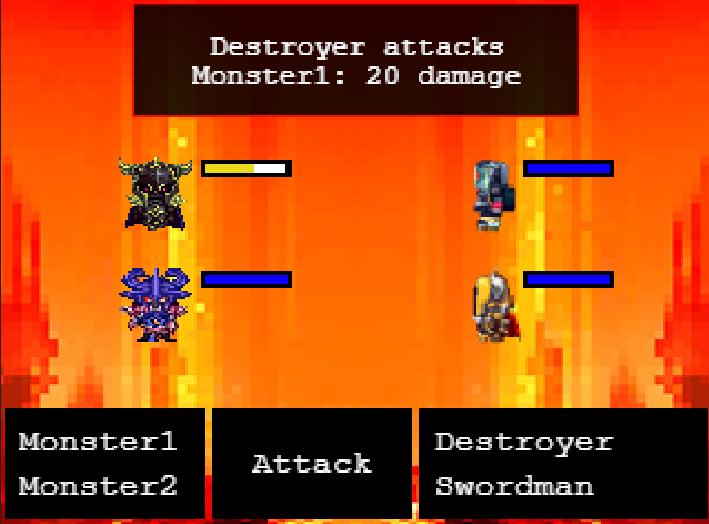 Destroyer attacks
Monster1: 20 damage
Monster1
Monster2
Attack
Destroyer
Swordman